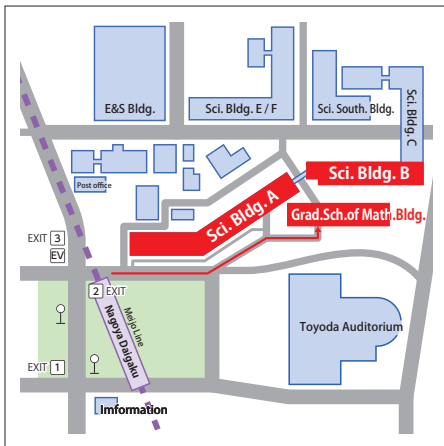 E&S Bldg.
Sci. Bldg. E / F
Sci. South. Bldg.
Sci. Bldg. C
Post office
Sci. Bldg. A
Sci. Bldg. B
Grad.Sch.of Math.Bldg.
EXIT 3
EV
2 EXIT
Meijo Line
Nagoya Daigaku
Toyoda Auditorium
EXIT 1
Imformation